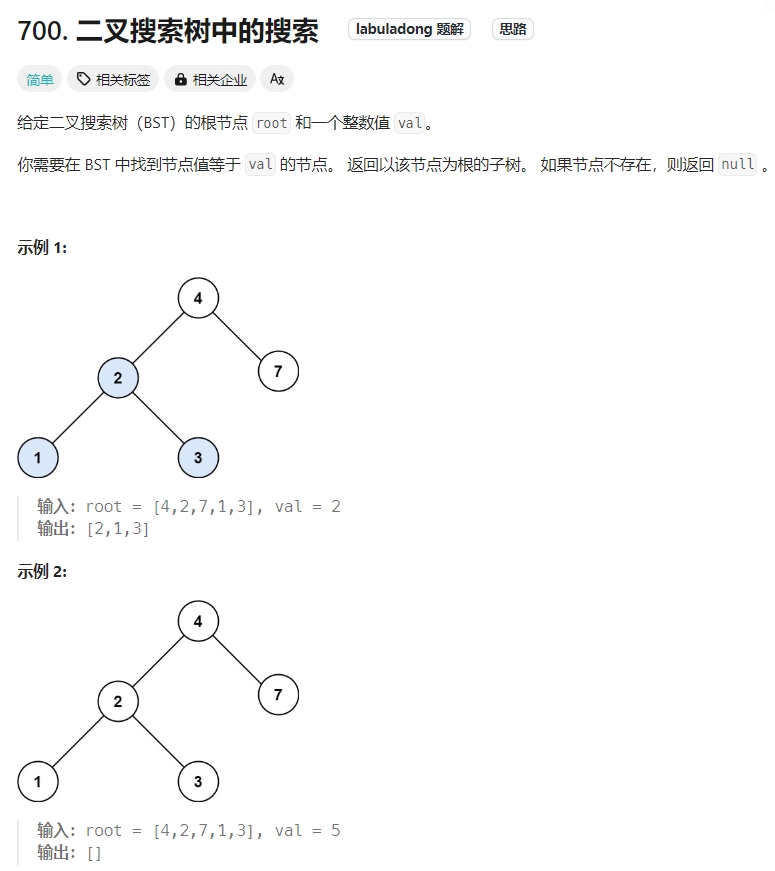 700. 二叉搜索树中的搜索 labuladong 题解 思路
简单 相关标签 相关企业 Aх
给定二叉搜索树（BST）的根节点 root 和一个整数值 val。
你需要在 BST 中找到节点值等于 val 的节点。 返回以该节点为根的子树。 如果节点不存在，则返回 null 。
示例 1:
4
2
7
1
3
输入: root = [4,2,7,1,3], val = 2
输出: [2,1,3]
示例 2:
4
2
7
1
3
输入: root = [4,2,7,1,3], val = 5
输出: []